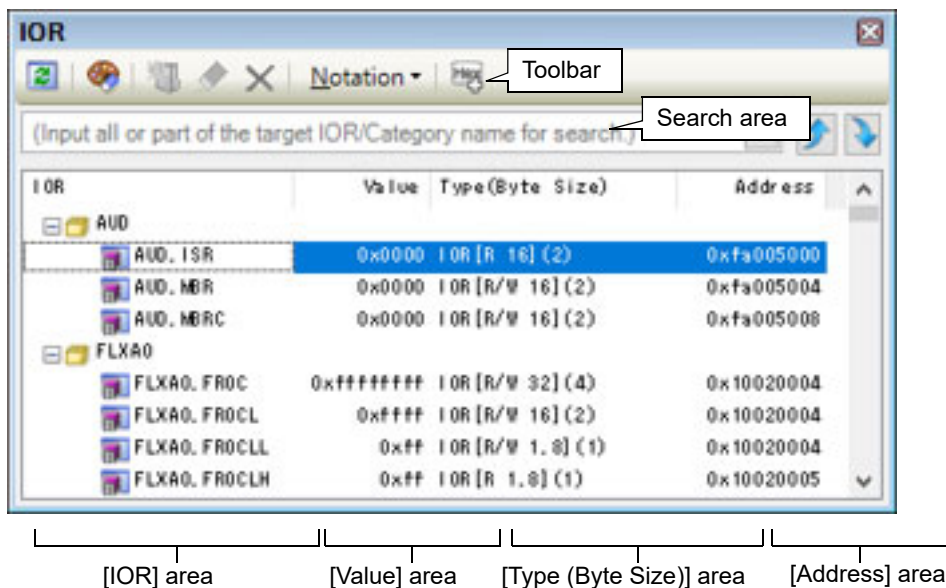 IOR
Notation
Hex
Toolbar
(Input all or part of the target IOR/Category name for search.)
Search area
IOR Value Type(Byte Size) Address
AUD
AUD.ISR 0x0000 IOR[R 16](2) 0xfa005000
AUD.MBR 0x0000 IOR[R/W 16](2) 0xfa005004
AUD.MBRC 0x0000 IOR[R/W 16](2) 0xfa005008
FLXA0
FLXA0.FROC 0xffffffff IOR[R/W 32](4) 0x10020004
FLXA0.FROCL 0xffff IOR[R/W 16](2) 0x10020004
FLXA0.FROCLL 0xff IOR[R/W 1.8](1) 0x10020004
FLXA0.FROCLH 0xff IOR[R 1.8](1) 0x10020005
[IOR] area [Value] area [Type (Byte Size)] area [Address] area